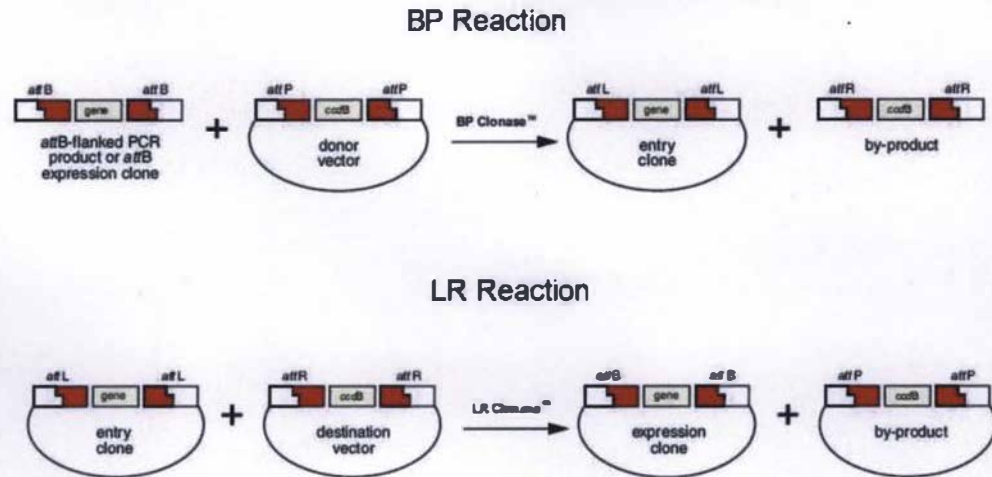 BP Reaction
attB attB attP attP attL attL attR attR
gene ccdB gene ccdB
+ + 
BP Clonase™
attB-flanked PCR product or attB expression clone
donor vector
entry clone
by-product
LR Reaction
attL attL attR attR attB attB attP attP
gene ccdB gene ccdB
+ +
LR Clonase™
entry clone
destination vector
expression clone
by-product